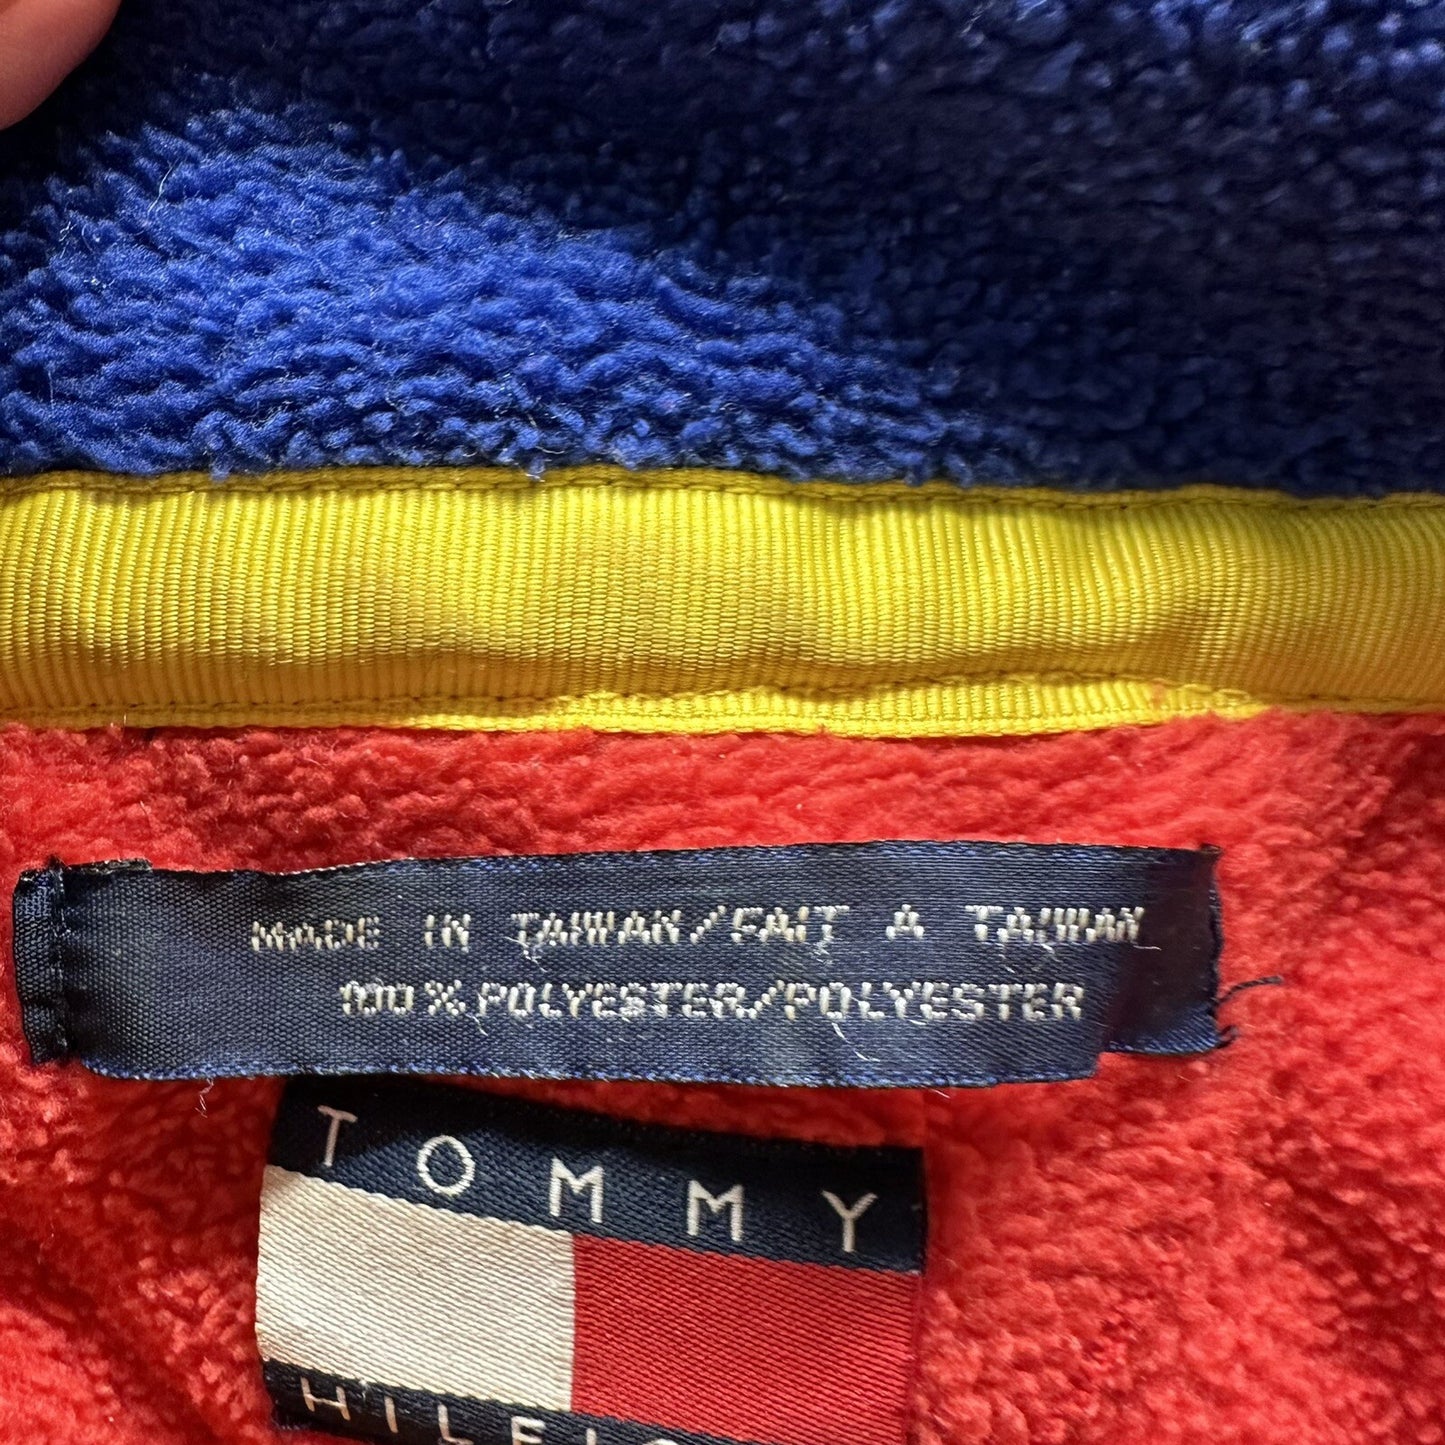 MADE IN TAIWAN/FAIT A TAIWAN
100% POLYESTER/POLYESTER
TOMMY